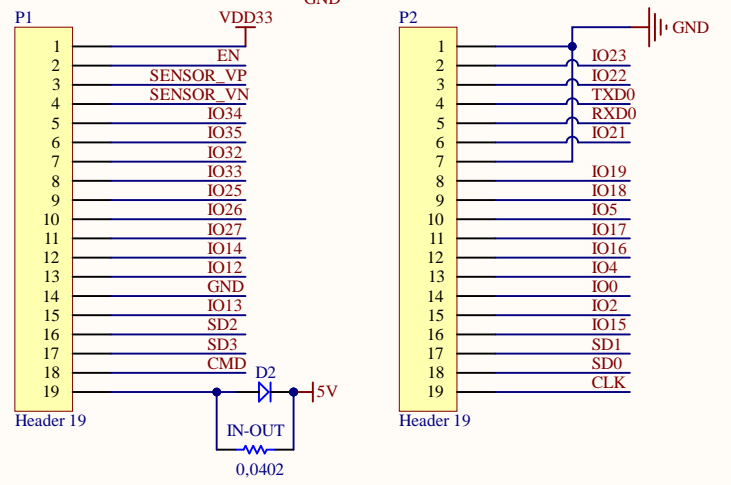 GND
P1
VDD33
1
2 EN
3 SENSOR_VP
4 SENSOR_VN
5 IO34
6 IO35
7 IO32
8 IO33
9 IO25
10 IO26
11 IO27
12 IO14
13 IO12
14 GND
15 IO13
16 SD2
17 SD3
18 CMD
19
D2
5V
Header 19
IN-OUT
0,0402
P2
GND
1
2 IO23
3 IO22
4 TXD0
5 RXD0
6 IO21
7
8 IO19
9 IO18
10 IO5
11 IO17
12 IO16
13 IO4
14 IO0
15 IO2
16 IO15
17 SD1
18 SD0
19 CLK
Header 19